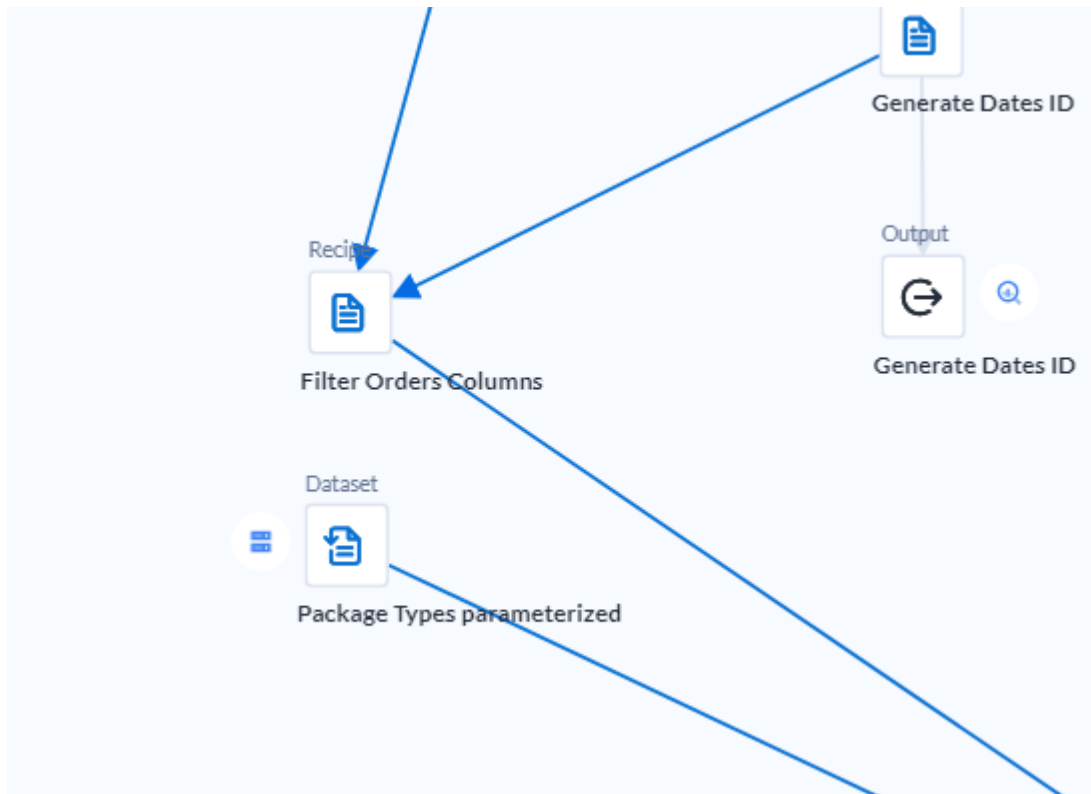 Generate Dates ID
Output
Recipe
Generate Dates ID
Filter Orders Columns
Dataset
Package Types parameterized